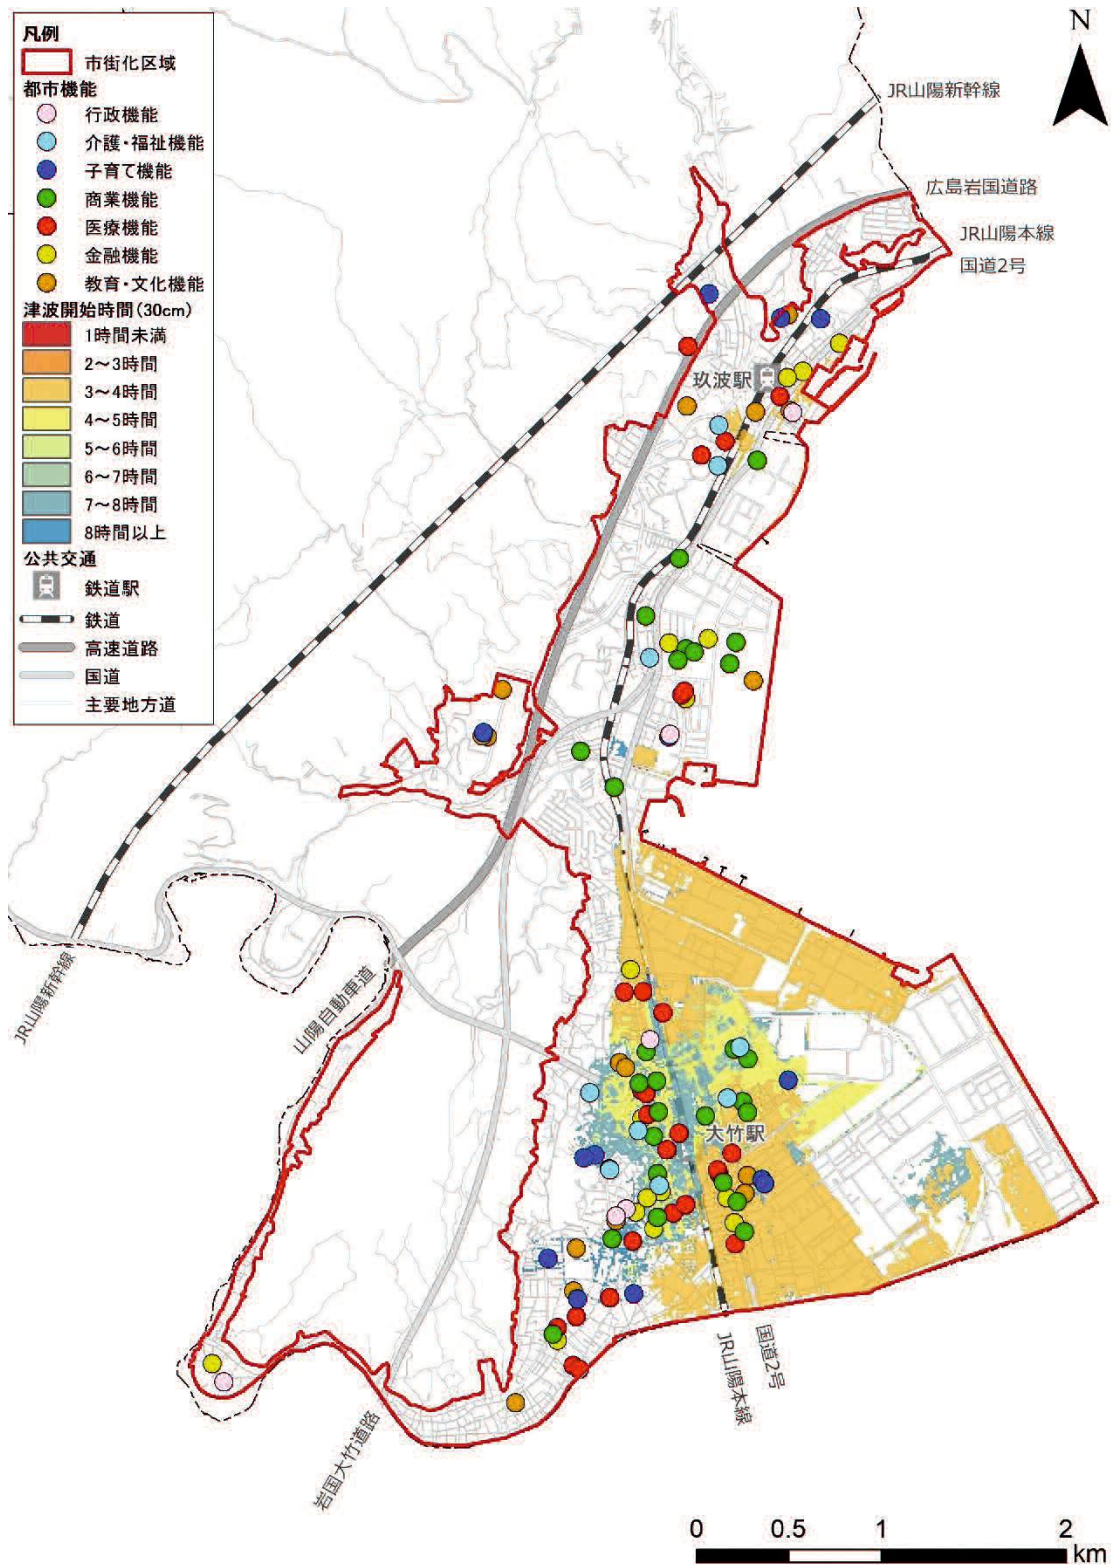 凡例
市街化区域
都市機能
行政機能
介護・福祉機能
子育て機能
商業機能
医療機能
金融機能
教育・文化機能
津波開始時間(30cm)
1時間未満
2～3時間
3～4時間
4～5時間
5～6時間
6～7時間
7～8時間
8時間以上
公共交通
鉄道駅
鉄道
高速道路
国道
主要地方道
N
JR山陽新幹線
広島岩国道路
JR山陽本線
国道2号
玖波駅
JR山陽新幹線
山陽自動車道
大竹駅
国道2号
JR山陽本線
岩国大竹道路
0 0.5 1 2
km